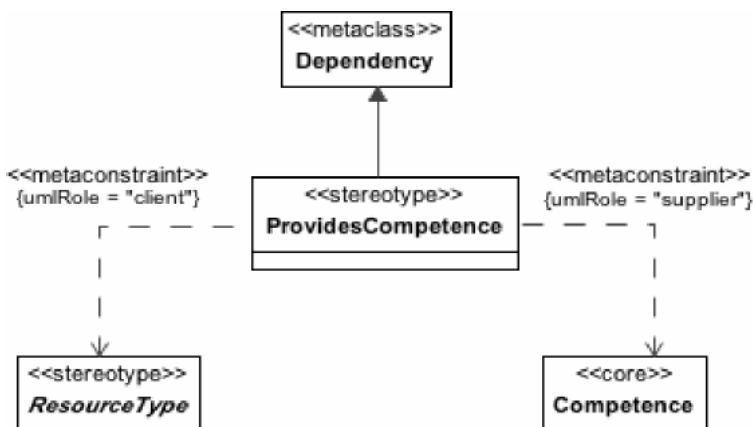 <<metaclass>>
Dependency
<<metaconstraint>>
{umlRole = "client"}
<<stereotype>>
ProvidesCompetence
<<metaconstraint>>
{umlRole = "supplier"}
<<stereotype>>
ResourceType
<<core>>
Competence